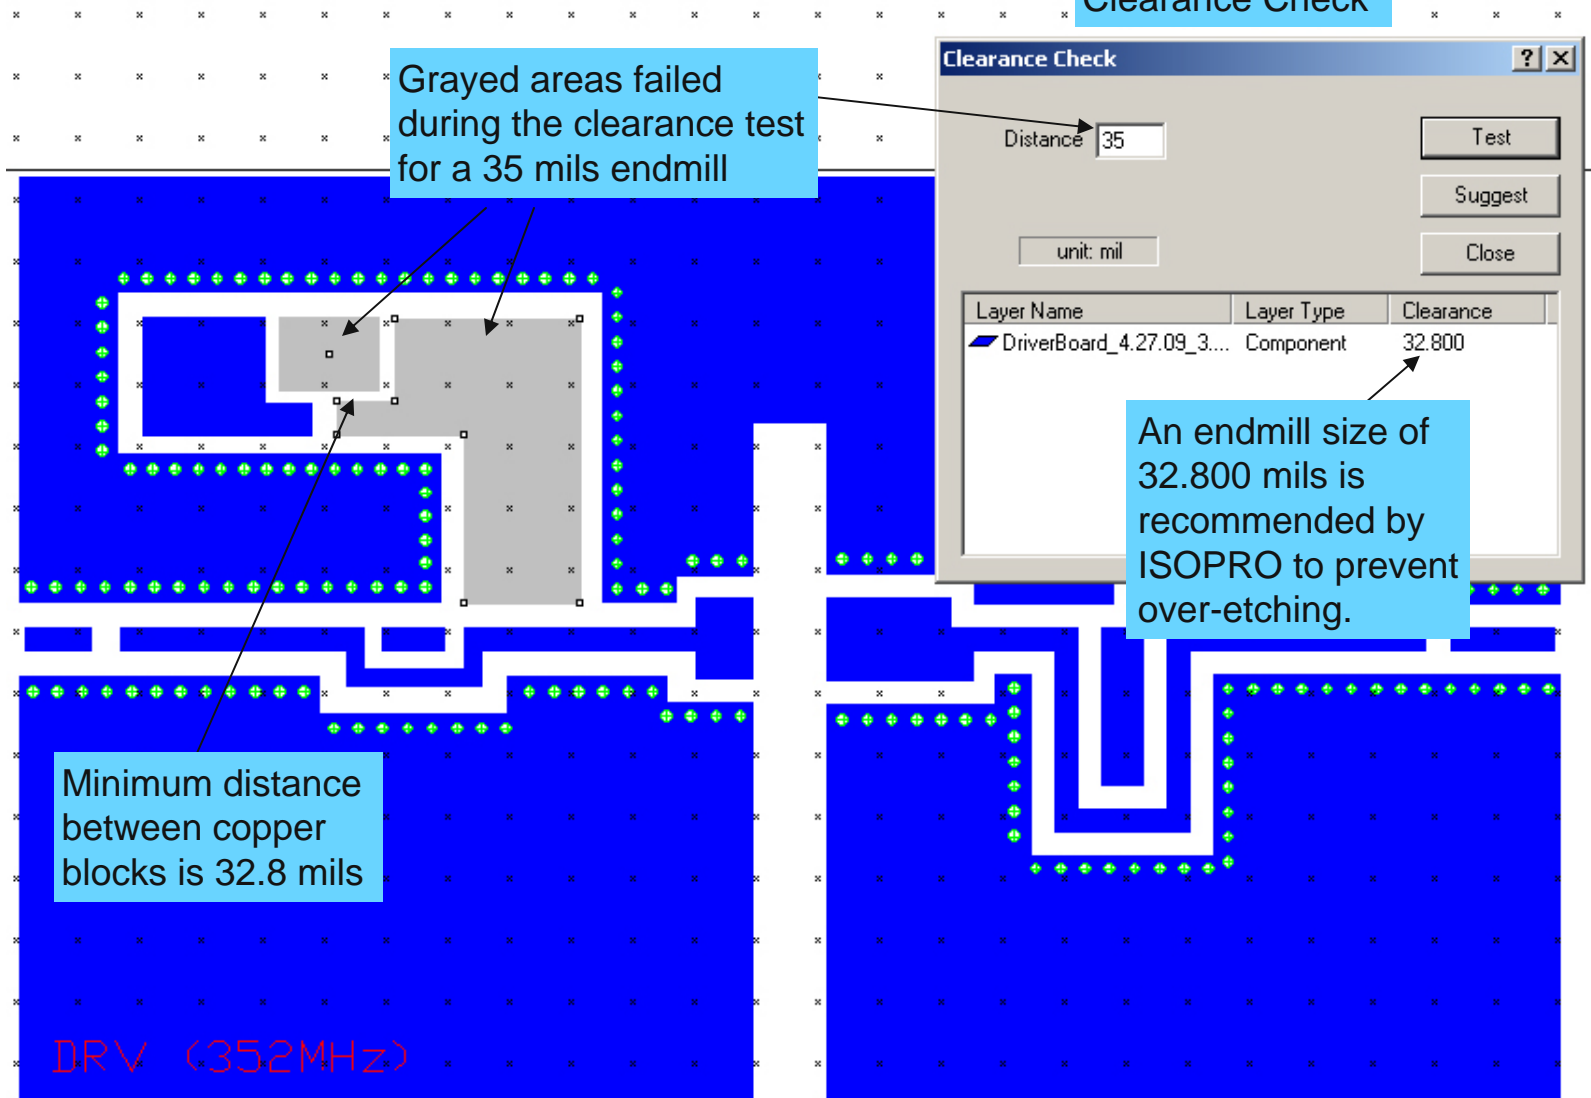 Clearance Check
Grayed areas failed
during the clearance test
for a 35 mils endmill
Clearance Check
Distance 35
Test
Suggest
unit: mil
Close
Layer Name Layer Type Clearance
DriverBoard_4.27.09_3.... Component 32.800
An endmill size of
32.800 mils is
recommended by
ISOPRO to prevent
over-etching.
Minimum distance
between copper
blocks is 32.8 mils
DRV (352MHz)